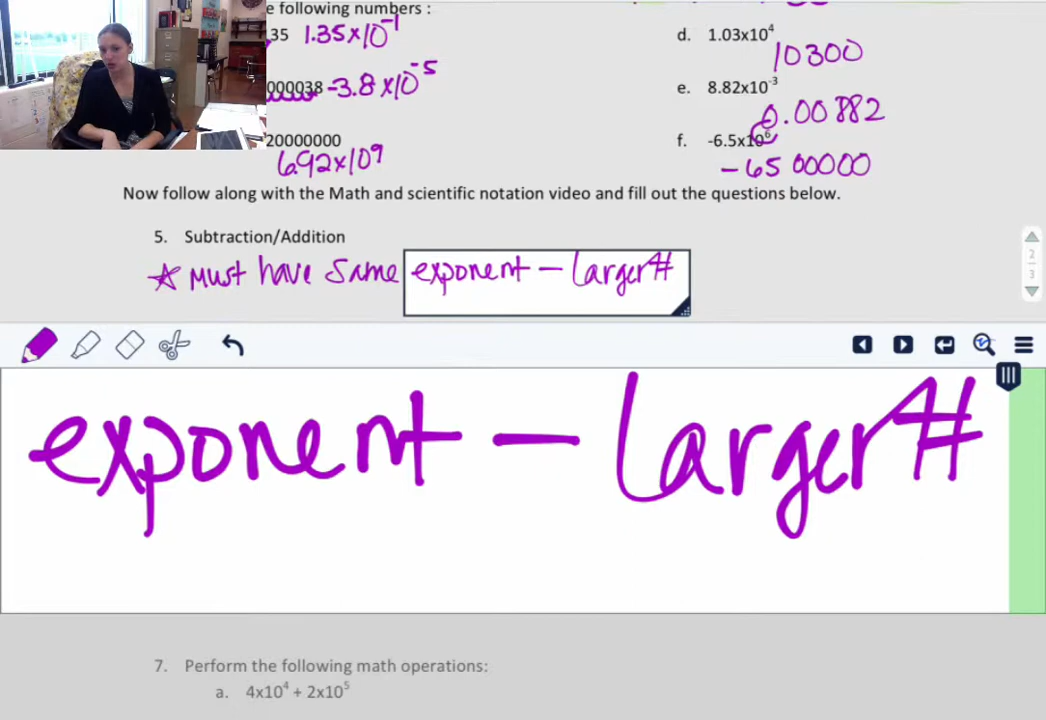 e following numbers :
.35 1.35x10⁻¹
d. 1.03x10⁴
10300
000038 -3.8x10⁻⁵
e. 8.82x10⁻³
0.00882
20000000
6.92x10⁹
f. -6.5x10⁶
-6500000
Now follow along with the Math and scientific notation video and fill out the questions below.
5. Subtraction/Addition
☆ Must have same exponent – larger #
2
3
exponent – larger #
7. Perform the following math operations:
a. 4x10⁴ + 2x10⁵